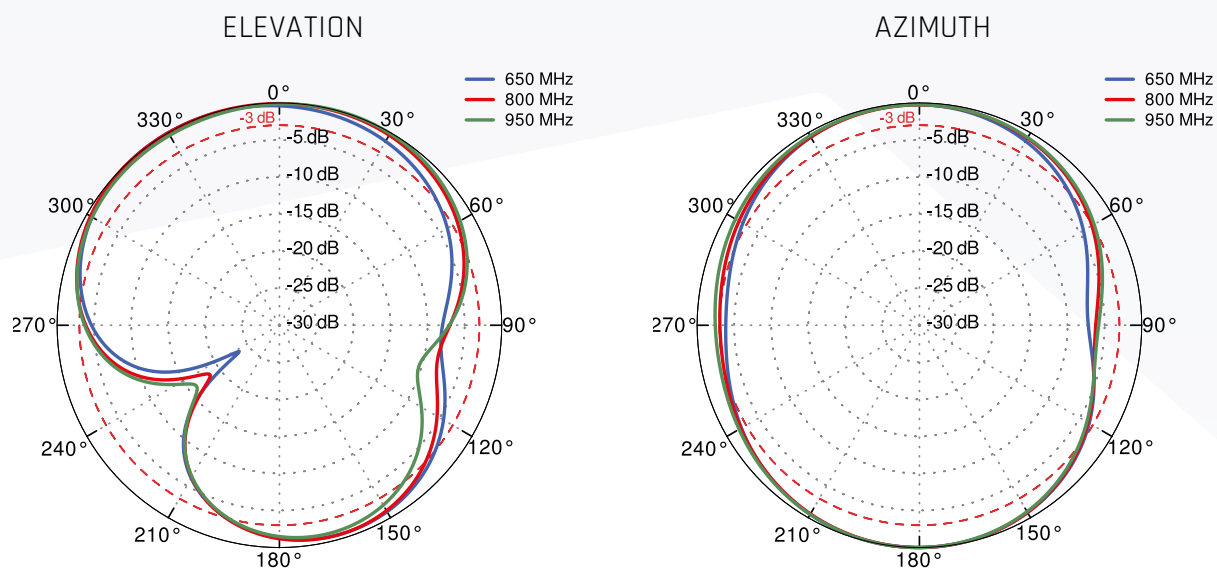 ELEVATION
650 MHz
800 MHz
950 MHz
0°
30°
60°
90°
120°
150°
180°
210°
240°
270°
300°
330°
-3 dB
-5 dB
-10 dB
-15 dB
-20 dB
-25 dB
-30 dB
AZIMUTH
650 MHz
800 MHz
950 MHz
0°
30°
60°
90°
120°
150°
180°
210°
240°
270°
300°
330°
-3 dB
-5 dB
-10 dB
-15 dB
-20 dB
-25 dB
-30 dB